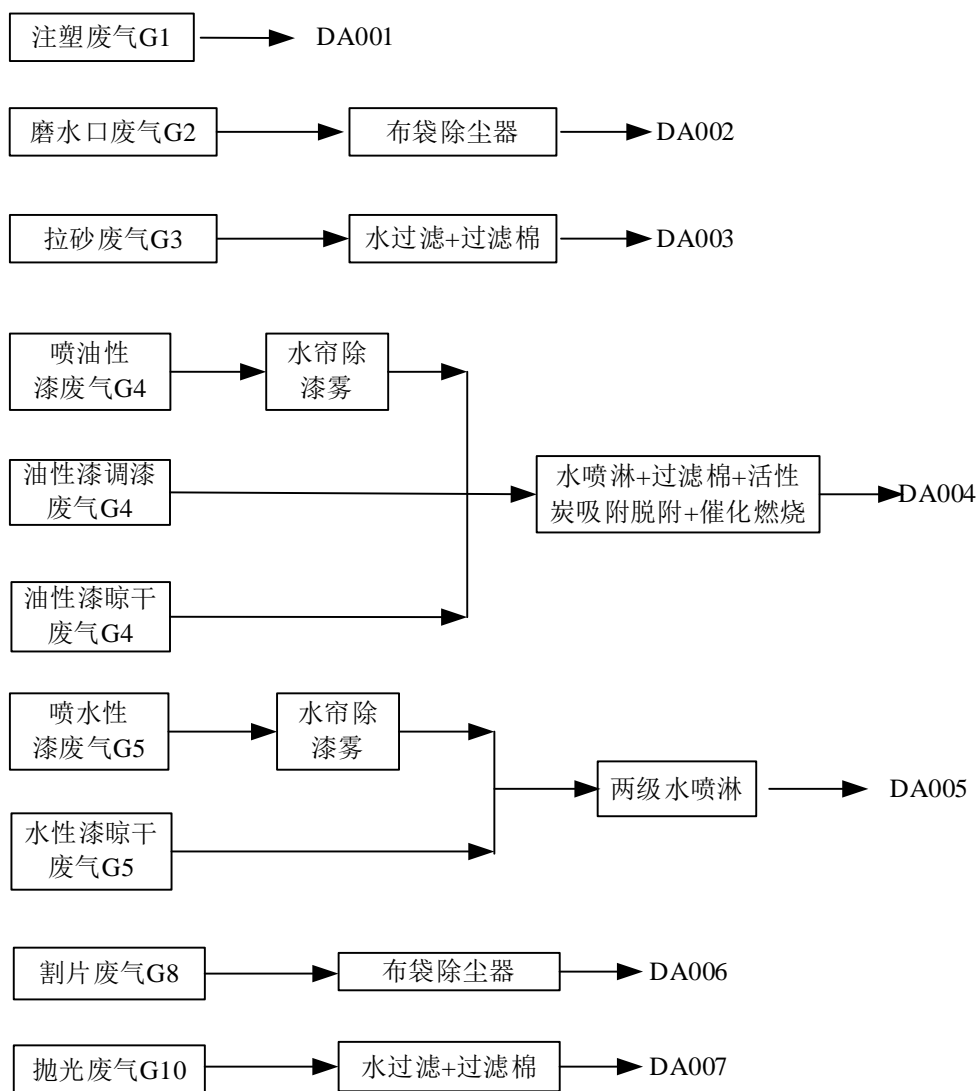 注塑废气G1
DA001
磨水口废气G2
布袋除尘器
DA002
拉砂废气G3
水过滤+过滤棉
DA003
喷油性
漆废气G4
水帘除
漆雾
油性漆调漆
废气G4
水喷淋+过滤棉+活性
炭吸附脱附+催化燃烧
DA004
油性漆晾干
废气G4
喷水性
漆废气G5
水帘除
漆雾
两级水喷淋
DA005
水性漆晾干
废气G5
割片废气G8
布袋除尘器
DA006
抛光废气G10
水过滤+过滤棉
DA007